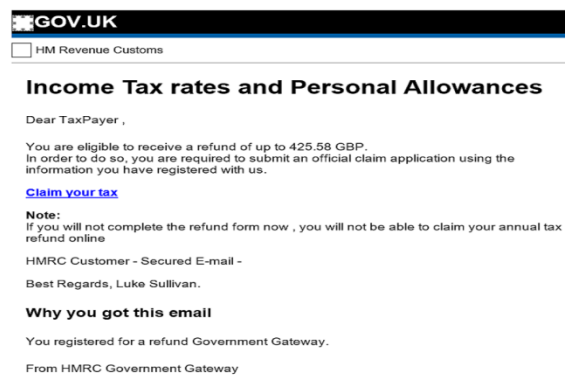 GOV.UK
HM Revenue Customs
Income Tax rates and Personal Allowances
Dear TaxPayer ,
You are eligible to receive a refund of up to 425.58 GBP.
In order to do so, you are required to submit an official claim application using the
information you have registered with us.
Claim your tax
Note:
If you will not complete the refund form now , you will not be able to claim your annual tax
refund online
HMRC Customer - Secured E-mail -
Best Regards, Luke Sullivan.
Why you got this email
You registered for a refund Government Gateway.
From HMRC Government Gateway